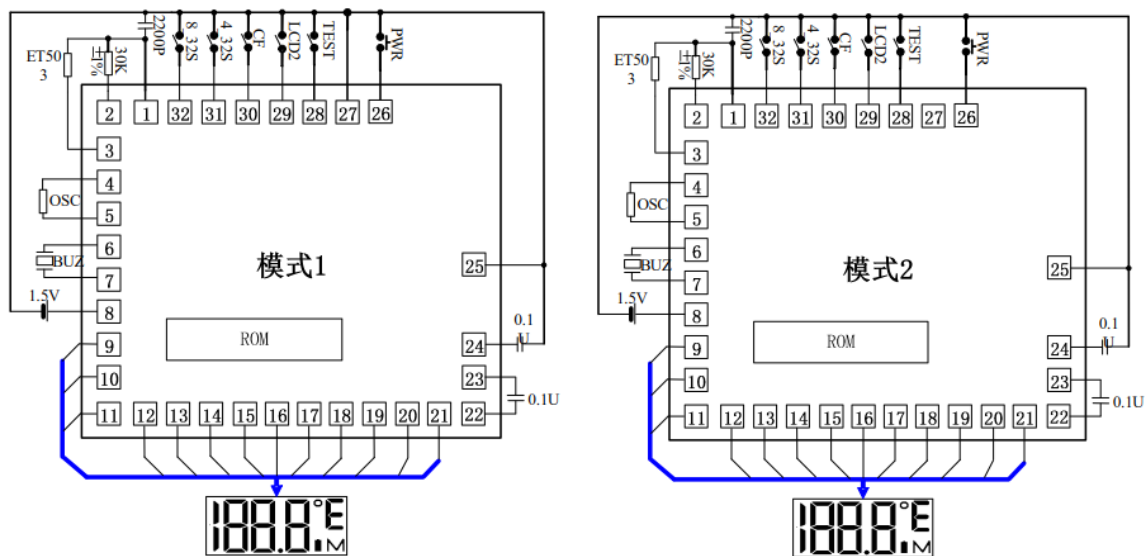 2200P
8 32S
4 32S
CF
LCD2
TEST
PWR
ET50
3
30K
±1%
2
1
32
31
30
29
28
27
26
3
4
OSC
5
6
BUZ
7
模式1
25
1.5V
8
ROM
0.1
U
9
24
10
23
0.1U
11
12
13
14
15
16
17
18
19
20
21
22
188.8°E
M
2200P
8 32S
4 32S
CF
LCD2
TEST
PWR
ET50
3
30K
±1%
2
1
32
31
30
29
28
27
26
3
4
OSC
5
6
BUZ
7
模式2
25
1.5V
8
ROM
0.1
U
9
24
10
23
0.1U
11
12
13
14
15
16
17
18
19
20
21
22
188.8°E
M